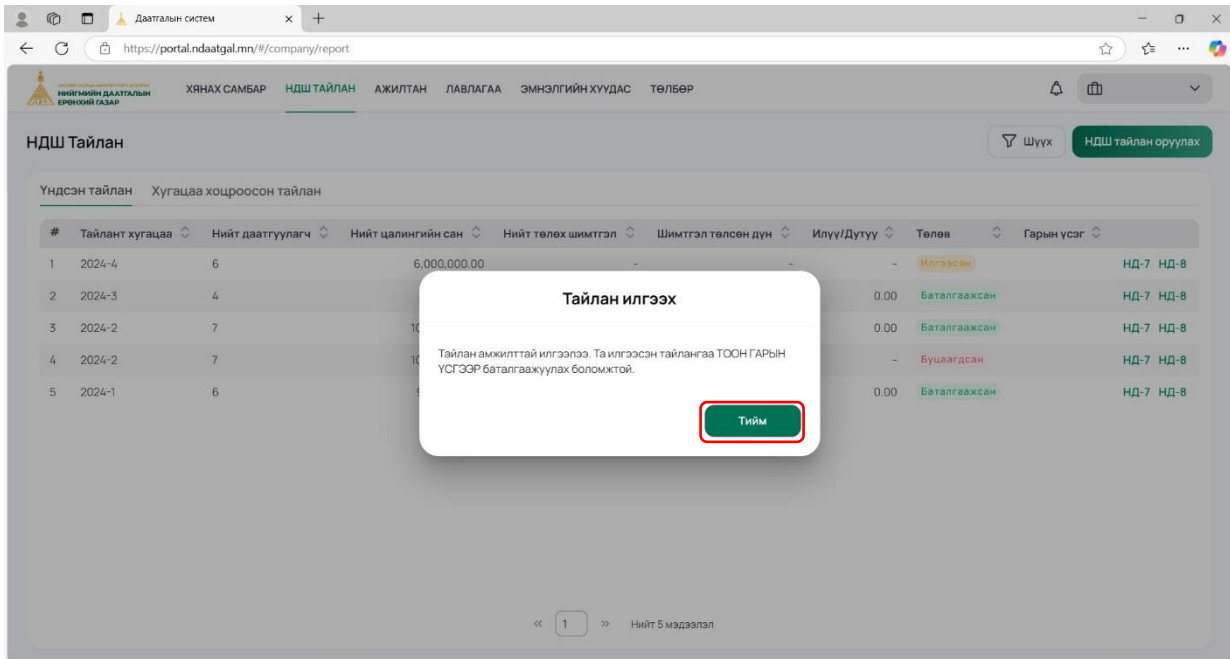 Даатгалын систем
https://portal.ndaatgal.mn/#/company/report
НИЙГМИЙН ДААТГАЛЫН
ЕРӨНХИЙ ГАЗАР
ХЯНАХ САМБАР НДШ ТАЙЛАН АЖИЛТАН ЛАВЛАГАА ЭМНЭЛГИЙН ХУУДАС ТӨЛБӨР
НДШ Тайлан
Шүүх
НДШ тайлан оруулах
Үндсэн тайлан Хугацаа хоцроосон тайлан
# Тайлант хугацаа Нийт даатгуулагч Нийт цалингийн сан Нийт төлөх шимтгэл Шимтгэл төлсөн дүн Илүү/Дутуу Төлөв Гарын үсэг
1 2024-4 6 6,000,000.00 - - - Илгээсэн НД-7 НД-8
2 2024-3 4 0.00 Баталгаажсан НД-7 НД-8
3 2024-2 7 10 0.00 Баталгаажсан НД-7 НД-8
4 2024-2 7 10 - Буцаагдсан НД-7 НД-8
5 2024-1 6 9 0.00 Баталгаажсан НД-7 НД-8
Тайлан илгээх
Тайлан амжилттай илгээлээ. Та илгээсэн тайлангаа ТООН ГАРЫН
ҮСГЭЭР баталгаажуулах боломжтой.
Тийм
« 1 » Нийт 5 мэдээлэл